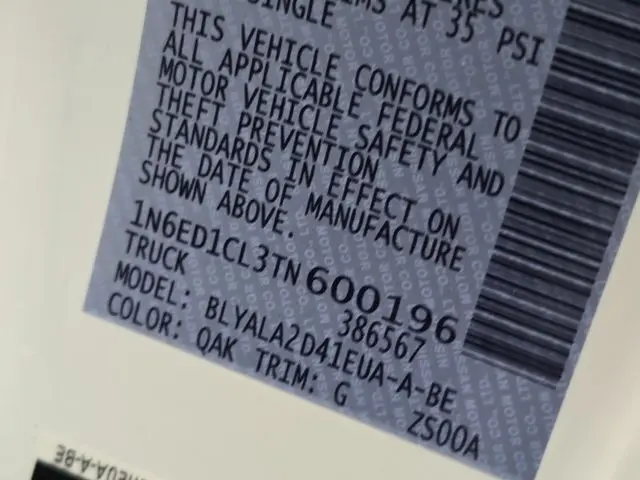 SINGLE AT 35 PSI
THIS VEHICLE CONFORMS TO
ALL APPLICABLE FEDERAL
MOTOR VEHICLE SAFETY AND
THEFT PREVENTION
STANDARDS IN EFFECT ON
THE DATE OF MANUFACTURE
SHOWN ABOVE.
1N6ED1CL3TN600196
TRUCK 386567
MODEL: BLYALA2D41EUA-A-BE
COLOR: QAK TRIM: G ZS00A